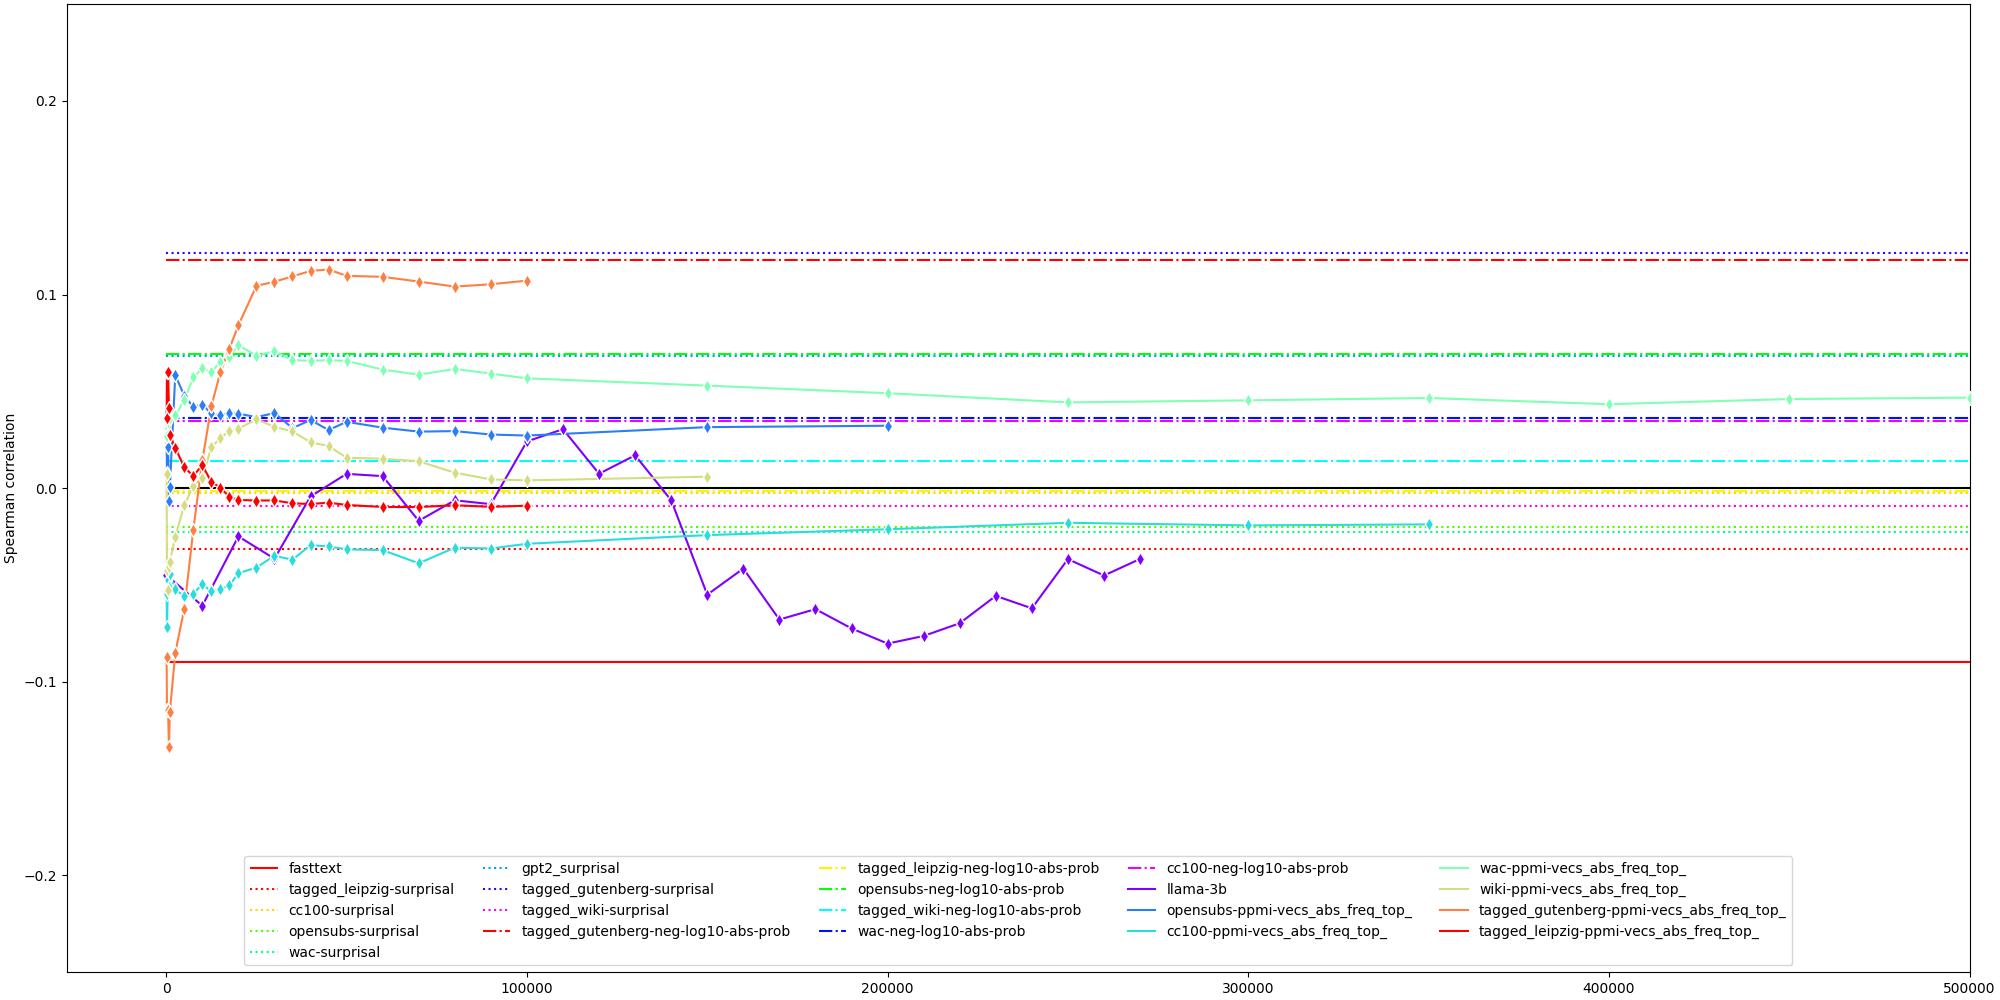 0.2
0.1
0.0
−0.1
−0.2
Spearman correlation
fasttext
tagged_leipzig-surprisal
cc100-surprisal
opensubs-surprisal
wac-surprisal
gpt2_surprisal
tagged_gutenberg-surprisal
tagged_wiki-surprisal
tagged_gutenberg-neg-log10-abs-prob
tagged_leipzig-neg-log10-abs-prob
opensubs-neg-log10-abs-prob
tagged_wiki-neg-log10-abs-prob
wac-neg-log10-abs-prob
cc100-neg-log10-abs-prob
llama-3b
opensubs-ppmi-vecs_abs_freq_top_
cc100-ppmi-vecs_abs_freq_top_
wac-ppmi-vecs_abs_freq_top_
wiki-ppmi-vecs_abs_freq_top_
tagged_gutenberg-ppmi-vecs_abs_freq_top_
tagged_leipzig-ppmi-vecs_abs_freq_top_
0 100000 200000 300000 400000 500000